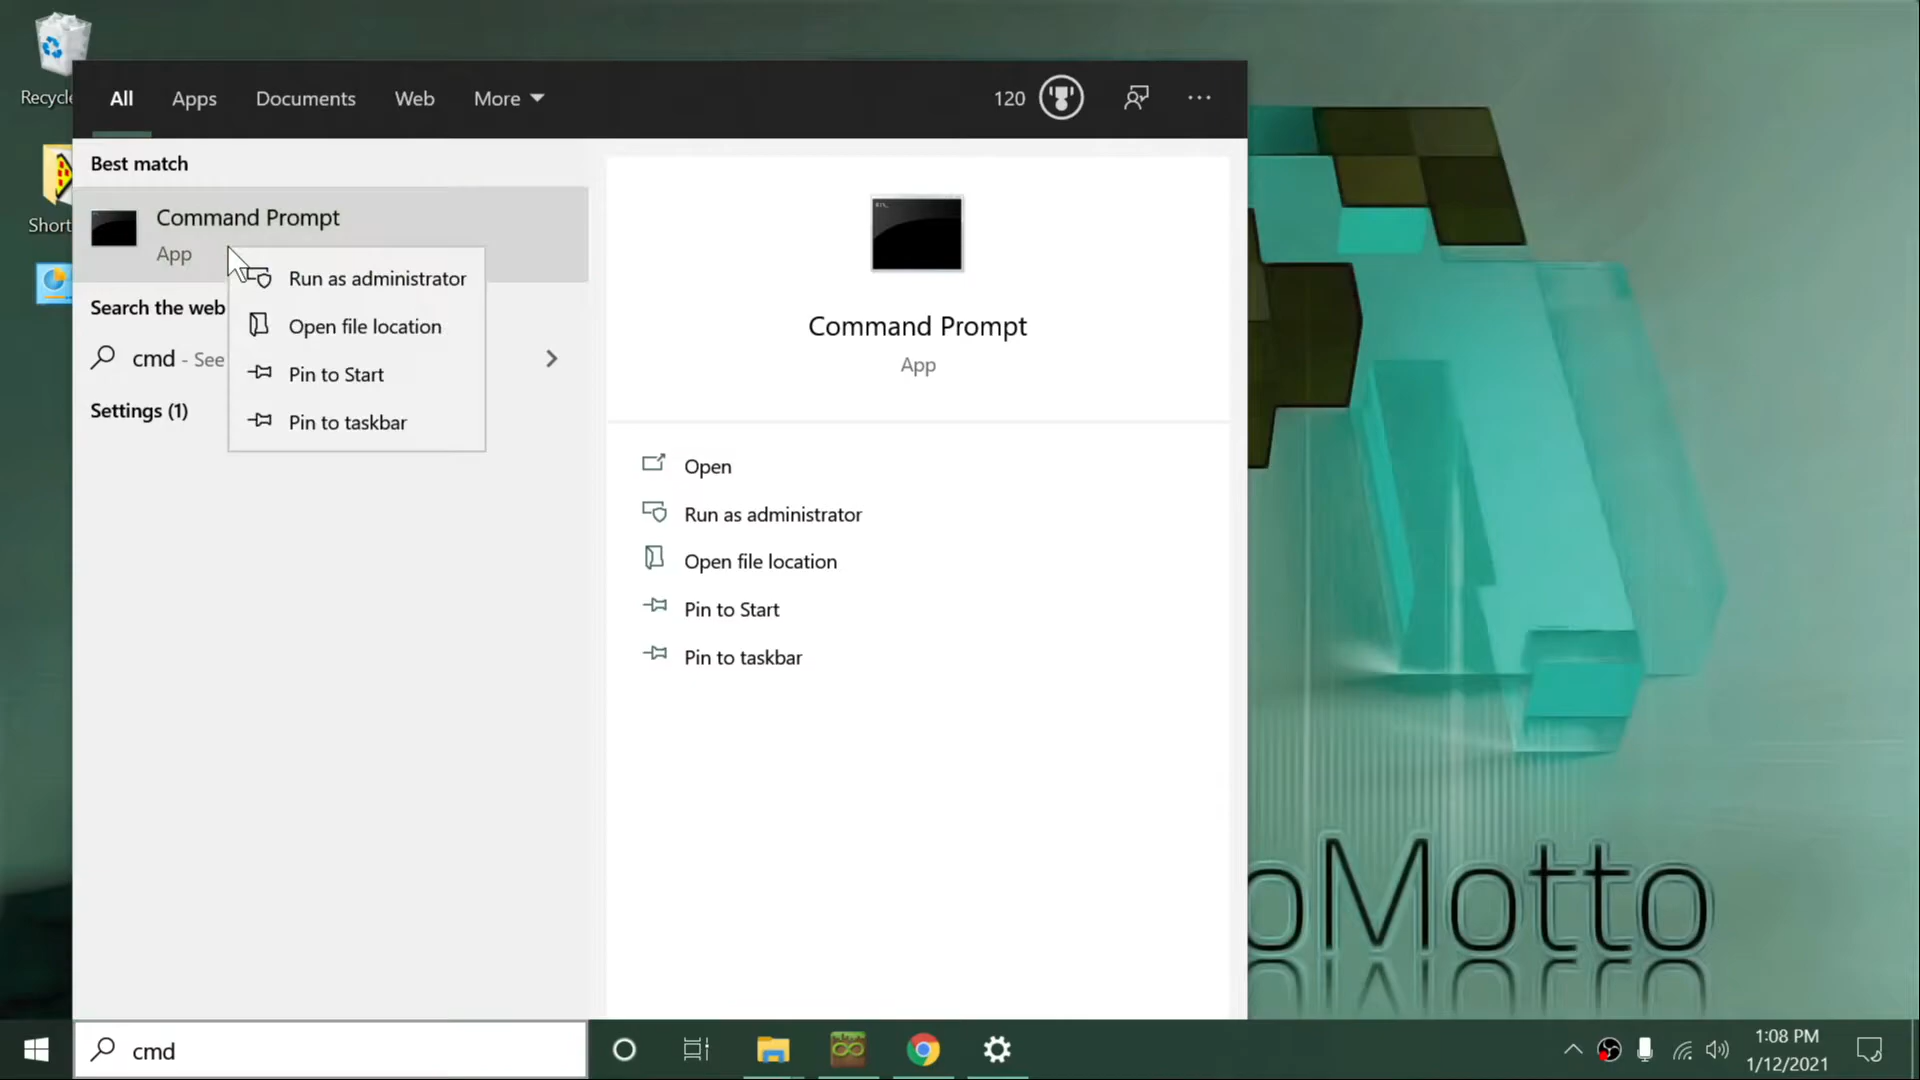 Recycle
Short
All Apps Documents Web More 120
Best match
Command Prompt
App
Run as administrator
Open file location
Pin to Start
Pin to taskbar
Search the web
cmd - See
Settings (1)
Command Prompt
App
Open
Run as administrator
Open file location
Pin to Start
Pin to taskbar
oMotto
cmd
1:08 PM
1/12/2021